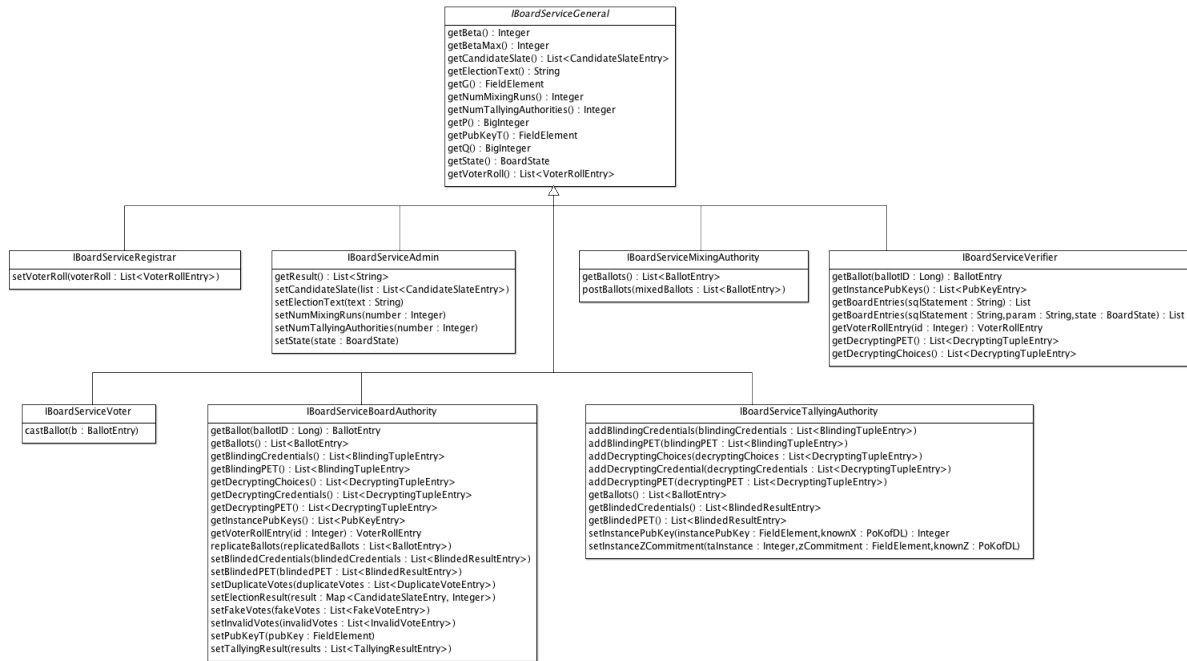 IBoardServiceGeneral
getBeta() : Integer
getBetaMax() : Integer
getCandidateSlate() : List<CandidateSlateEntry>
getElectionText() : String
getG() : FieldElement
getNumMixingRuns() : Integer
getNumTallyingAuthorities() : Integer
getP() : BigInteger
getPubKeyT() : FieldElement
getQ() : BigInteger
getState() : BoardState
getVoterRoll() : List<VoterRollEntry>
IBoardServiceRegistrar
setVoterRoll(voterRoll : List<VoterRollEntry>)
IBoardServiceAdmin
getResult() : List<String>
setCandidateSlate(list : List<CandidateSlateEntry>)
setElectionText(text : String)
setNumMixingRuns(number : Integer)
setNumTallyingAuthorities(number : Integer)
setState(state : BoardState)
IBoardServiceMixingAuthority
getBallots() : List<BallotEntry>
postBallots(mixedBallots : List<BallotEntry>)
IBoardServiceVerifier
getBallot(ballotID : Long) : BallotEntry
getInstancePubKeys() : List<PubKeyEntry>
getBoardEntries(sqlStatement : String) : List
getBoardEntries(sqlStatement : String,param : String,state : BoardState) : List
getVoterRollEntry(id : Integer) : VoterRollEntry
getDecryptingPET() : List<DecryptingTupleEntry>
getDecryptingChoices() : List<DecryptingTupleEntry>
IBoardServiceVoter
castBallot(b : BallotEntry)
IBoardServiceBoardAuthority
getBallot(ballotID : Long) : BallotEntry
getBallots() : List<BallotEntry>
getBlindingCredentials() : List<BlindingTupleEntry>
getBlindingPET() : List<BlindingTupleEntry>
getDecryptingChoices() : List<DecryptingTupleEntry>
getDecryptingCredentials() : List<DecryptingTupleEntry>
getDecryptingPET() : List<DecryptingTupleEntry>
getInstancePubKeys() : List<PubKeyEntry>
getVoterRollEntry(id : Integer) : VoterRollEntry
replicateBallots(replicatedBallots : List<BallotEntry>)
setBlindedCredentials(blindedCredentials : List<BlindedResultEntry>)
setBlindedPET(blindedPET : List<BlindedResultEntry>)
setDuplicateVotes(duplicateVotes : List<DuplicateVoteEntry>)
setElectionResult(result : Map<CandidateSlateEntry, Integer>)
setFakeVotes(fakeVotes : List<FakeVoteEntry>)
setInvalidVotes(invalidVotes : List<InvalidVoteEntry>)
setPubKeyT(pubKey : FieldElement)
setTallyingResult(results : List<TallyingResultEntry>)
IBoardServiceTallyingAuthority
addBlindingCredentials(blindingCredentials : List<BlindingTupleEntry>)
addBlindingPET(blindingPET : List<BlindingTupleEntry>)
addDecryptingChoices(decryptingChoices : List<DecryptingTupleEntry>)
addDecryptingCredential(decryptingCredentials : List<DecryptingTupleEntry>)
addDecryptingPET(decryptingPET : List<DecryptingTupleEntry>)
getBallots() : List<BallotEntry>
getBlindedCredentials() : List<BlindedResultEntry>
getBlindedPET() : List<BlindedResultEntry>
setInstancePubKey(instancePubKey : FieldElement,knownX : PoKofDL) : Integer
setInstanceZCommitment(taInstance : Integer,zCommitment : FieldElement,knownZ : PoKofDL)